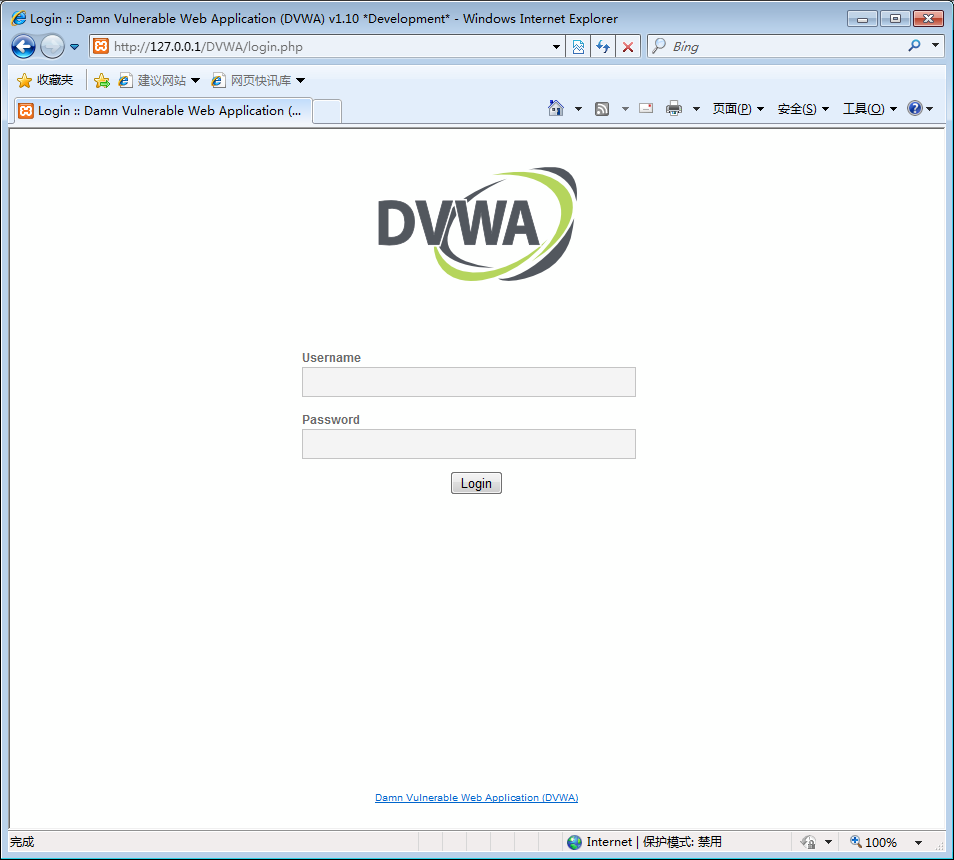 Login :: Damn Vulnerable Web Application (DVWA) v1.10 *Development* - Windows Internet Explorer
http://127.0.0.1/DVWA/login.php Bing
收藏夹 建议网站 网页快讯库
Login :: Damn Vulnerable Web Application (... 页面(P) 安全(S) 工具(O)
DVWA
Username
Password
Login
Damn Vulnerable Web Application (DVWA)
完成 Internet | 保护模式: 禁用 100%